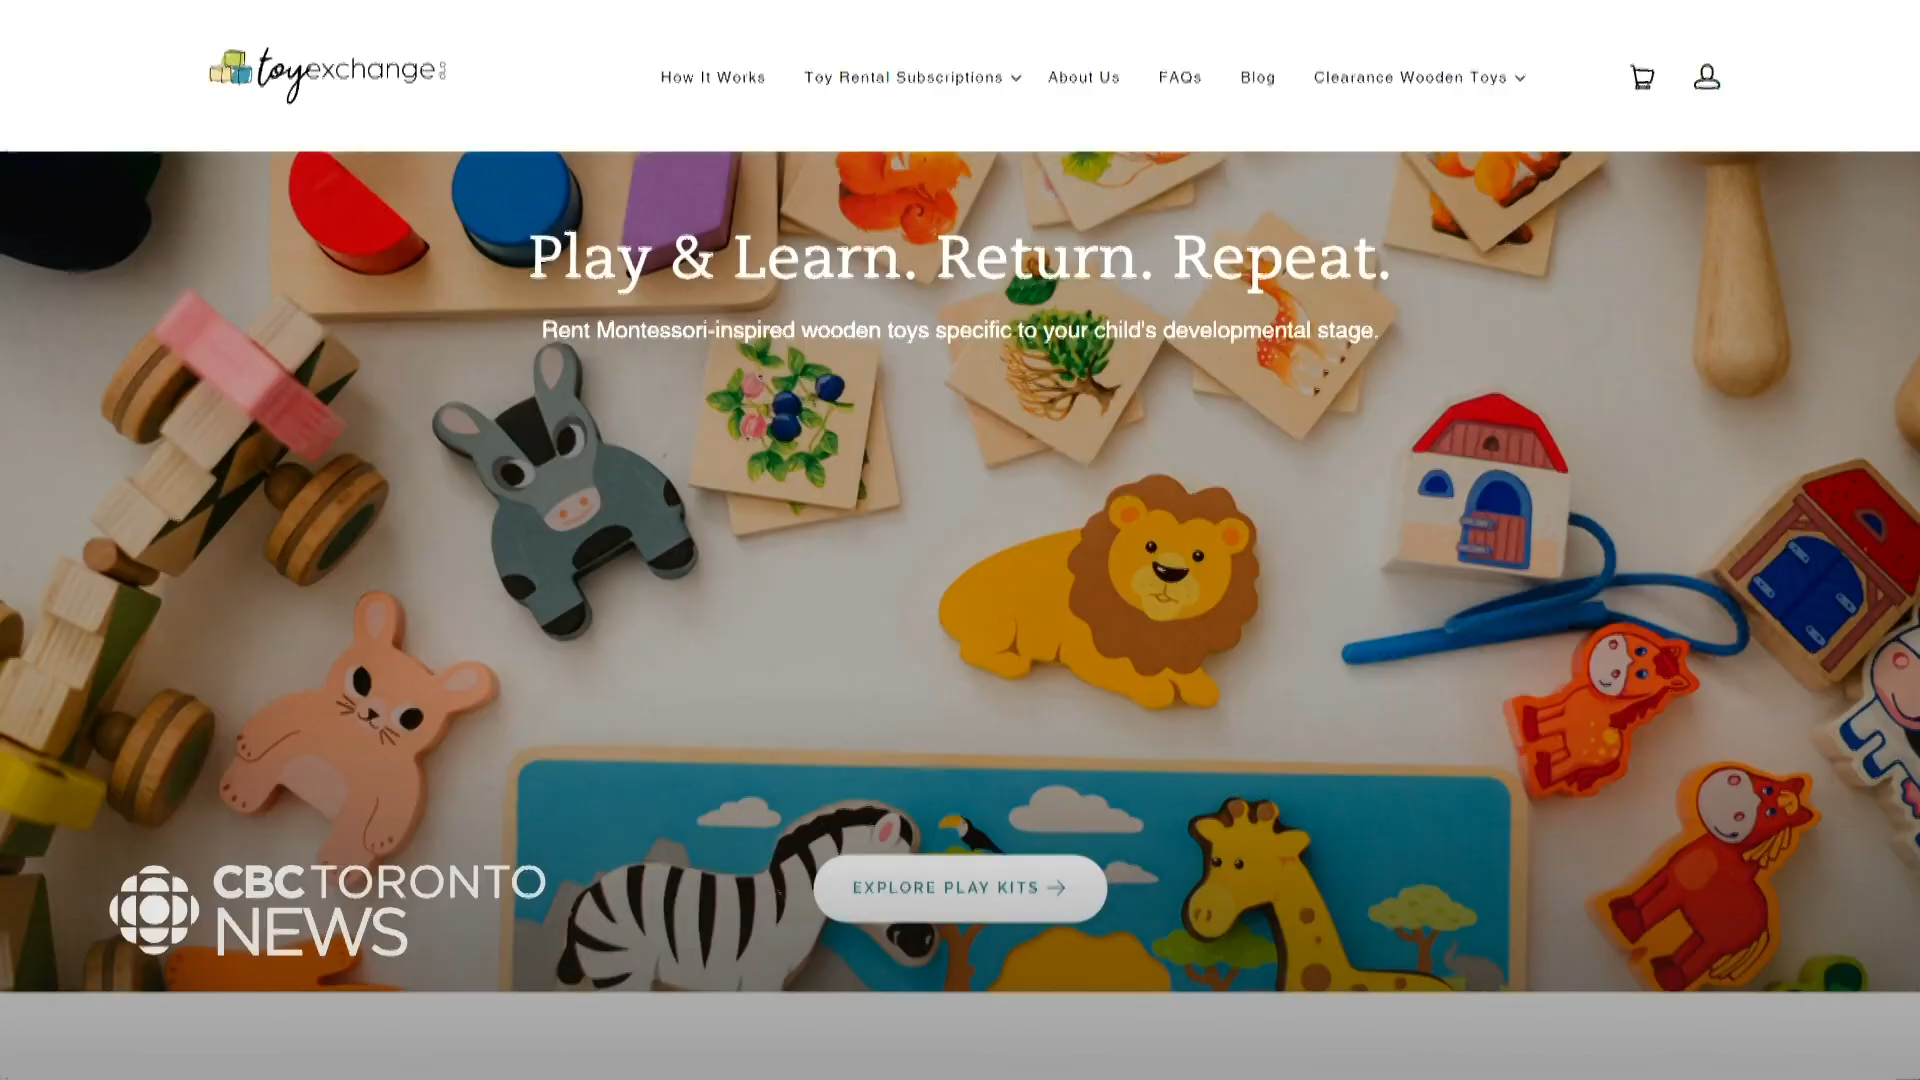 toyexchange
How It Works
Toy Rental Subscriptions
About Us
FAQs
Blog
Clearance Wooden Toys
Play & Learn. Return. Repeat.
Rent Montessori-inspired wooden toys specific to your child's developmental stage.
EXPLORE PLAY KITS
CBC TORONTO
NEWS